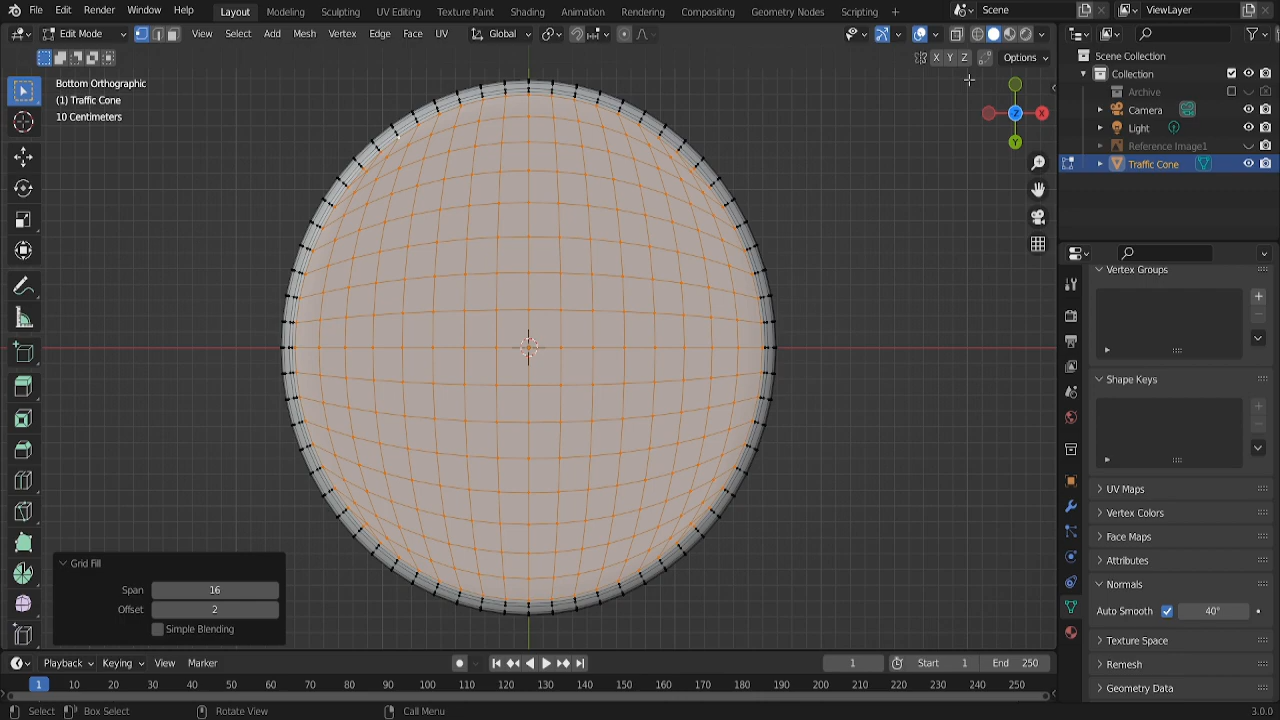 File Edit Render Window Help Layout Modeling Sculpting UV Editing Texture Paint Shading Animation Rendering Compositing Geometry Nodes Scripting + Scene ViewLayer
Edit Mode View Select Add Mesh Vertex Edge Face UV Global
X Y Z Options
Scene Collection
Collection
Archive
Camera
Light
Reference Image1
Traffic Cone
Bottom Orthographic
(1) Traffic Cone
10 Centimeters
Z X Y
Vertex Groups
Shape Keys
UV Maps
Vertex Colors
Face Maps
Attributes
Normals
Auto Smooth 40°
Texture Space
Remesh
Geometry Data
Grid Fill
Span 16
Offset 2
Simple Blending
Playback Keying View Marker 1 Start 1 End 250
1 10 20 30 40 50 60 70 80 90 100 110 120 130 140 150 160 170 180 190 200 210 220 230 240 250
Select Box Select Rotate View Call Menu 3.0.0